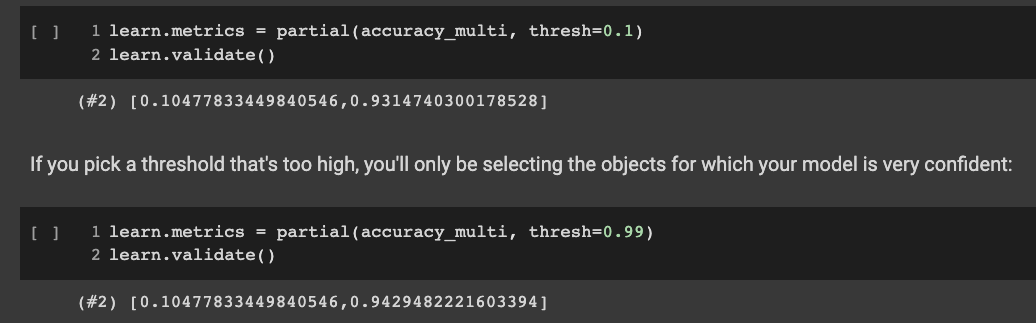 [ ] 1 learn.metrics = partial(accuracy_multi, thresh=0.1)
2 learn.validate()
(#2) [0.10477833449840546,0.9314740300178528]
If you pick a threshold that's too high, you'll only be selecting the objects for which your model is very confident:
[ ] 1 learn.metrics = partial(accuracy_multi, thresh=0.99)
2 learn.validate()
(#2) [0.10477833449840546,0.9429482221603394]